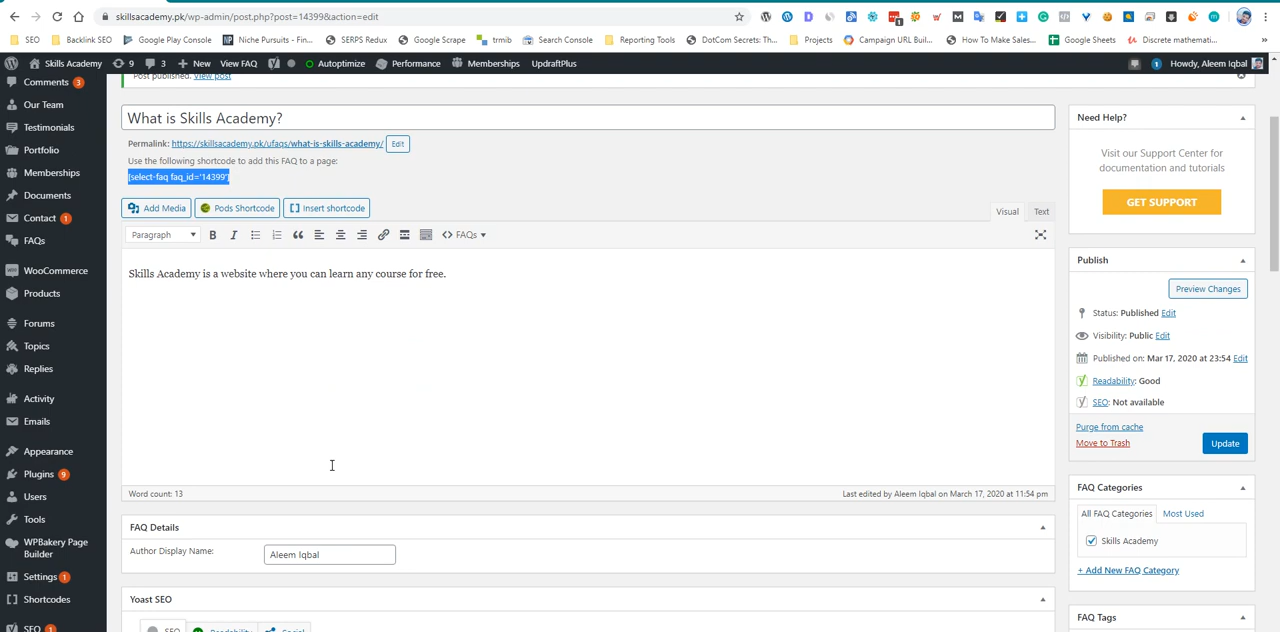 skillsacademy.pk/wp-admin/post.php?post=14399&action=edit
SEO Backlink SEO Google Play Console Niche Pursuits - Fin... SERPS Redux Google Scrape trmib Search Console Reporting Tools DotCom Secrets: Th... Projects Campaign URL Buil... How To Make Sales... Google Sheets Discrete mathemati... »
Skills Academy 9 3 New View FAQ Autoptimize Performance Memberships UpdraftPlus 1 Howdy, Aleem Iqbal
Comments 3
Our Team
Testimonials
Portfolio
Memberships
Documents
Contact 1
FAQs
WooCommerce
Products
Forums
Topics
Replies
Activity
Emails
Appearance
Plugins 9
Users
Tools
WPBakery Page
Builder
Settings 1
Shortcodes
SEO 1
Post published. View post
What is Skills Academy?
Permalink: https://skillsacademy.pk/ufaqs/what-is-skills-academy/ Edit
Use the following shortcode to add this FAQ to a page:
[select-faq faq_id='14399']
Add Media Pods Shortcode Insert shortcode
Visual Text
Paragraph FAQs
Skills Academy is a website where you can learn any course for free.
Word count: 13 Last edited by Aleem Iqbal on March 17, 2020 at 11:54 pm
FAQ Details
Author Display Name: Aleem Iqbal
Yoast SEO
SEO Readability Social
Need Help?
Visit our Support Center for
documentation and tutorials
GET SUPPORT
Publish
Preview Changes
Status: Published Edit
Visibility: Public Edit
Published on: Mar 17, 2020 at 23:54 Edit
Readability: Good
SEO: Not available
Purge from cache
Move to Trash
Update
FAQ Categories
All FAQ Categories Most Used
Skills Academy
+ Add New FAQ Category
FAQ Tags